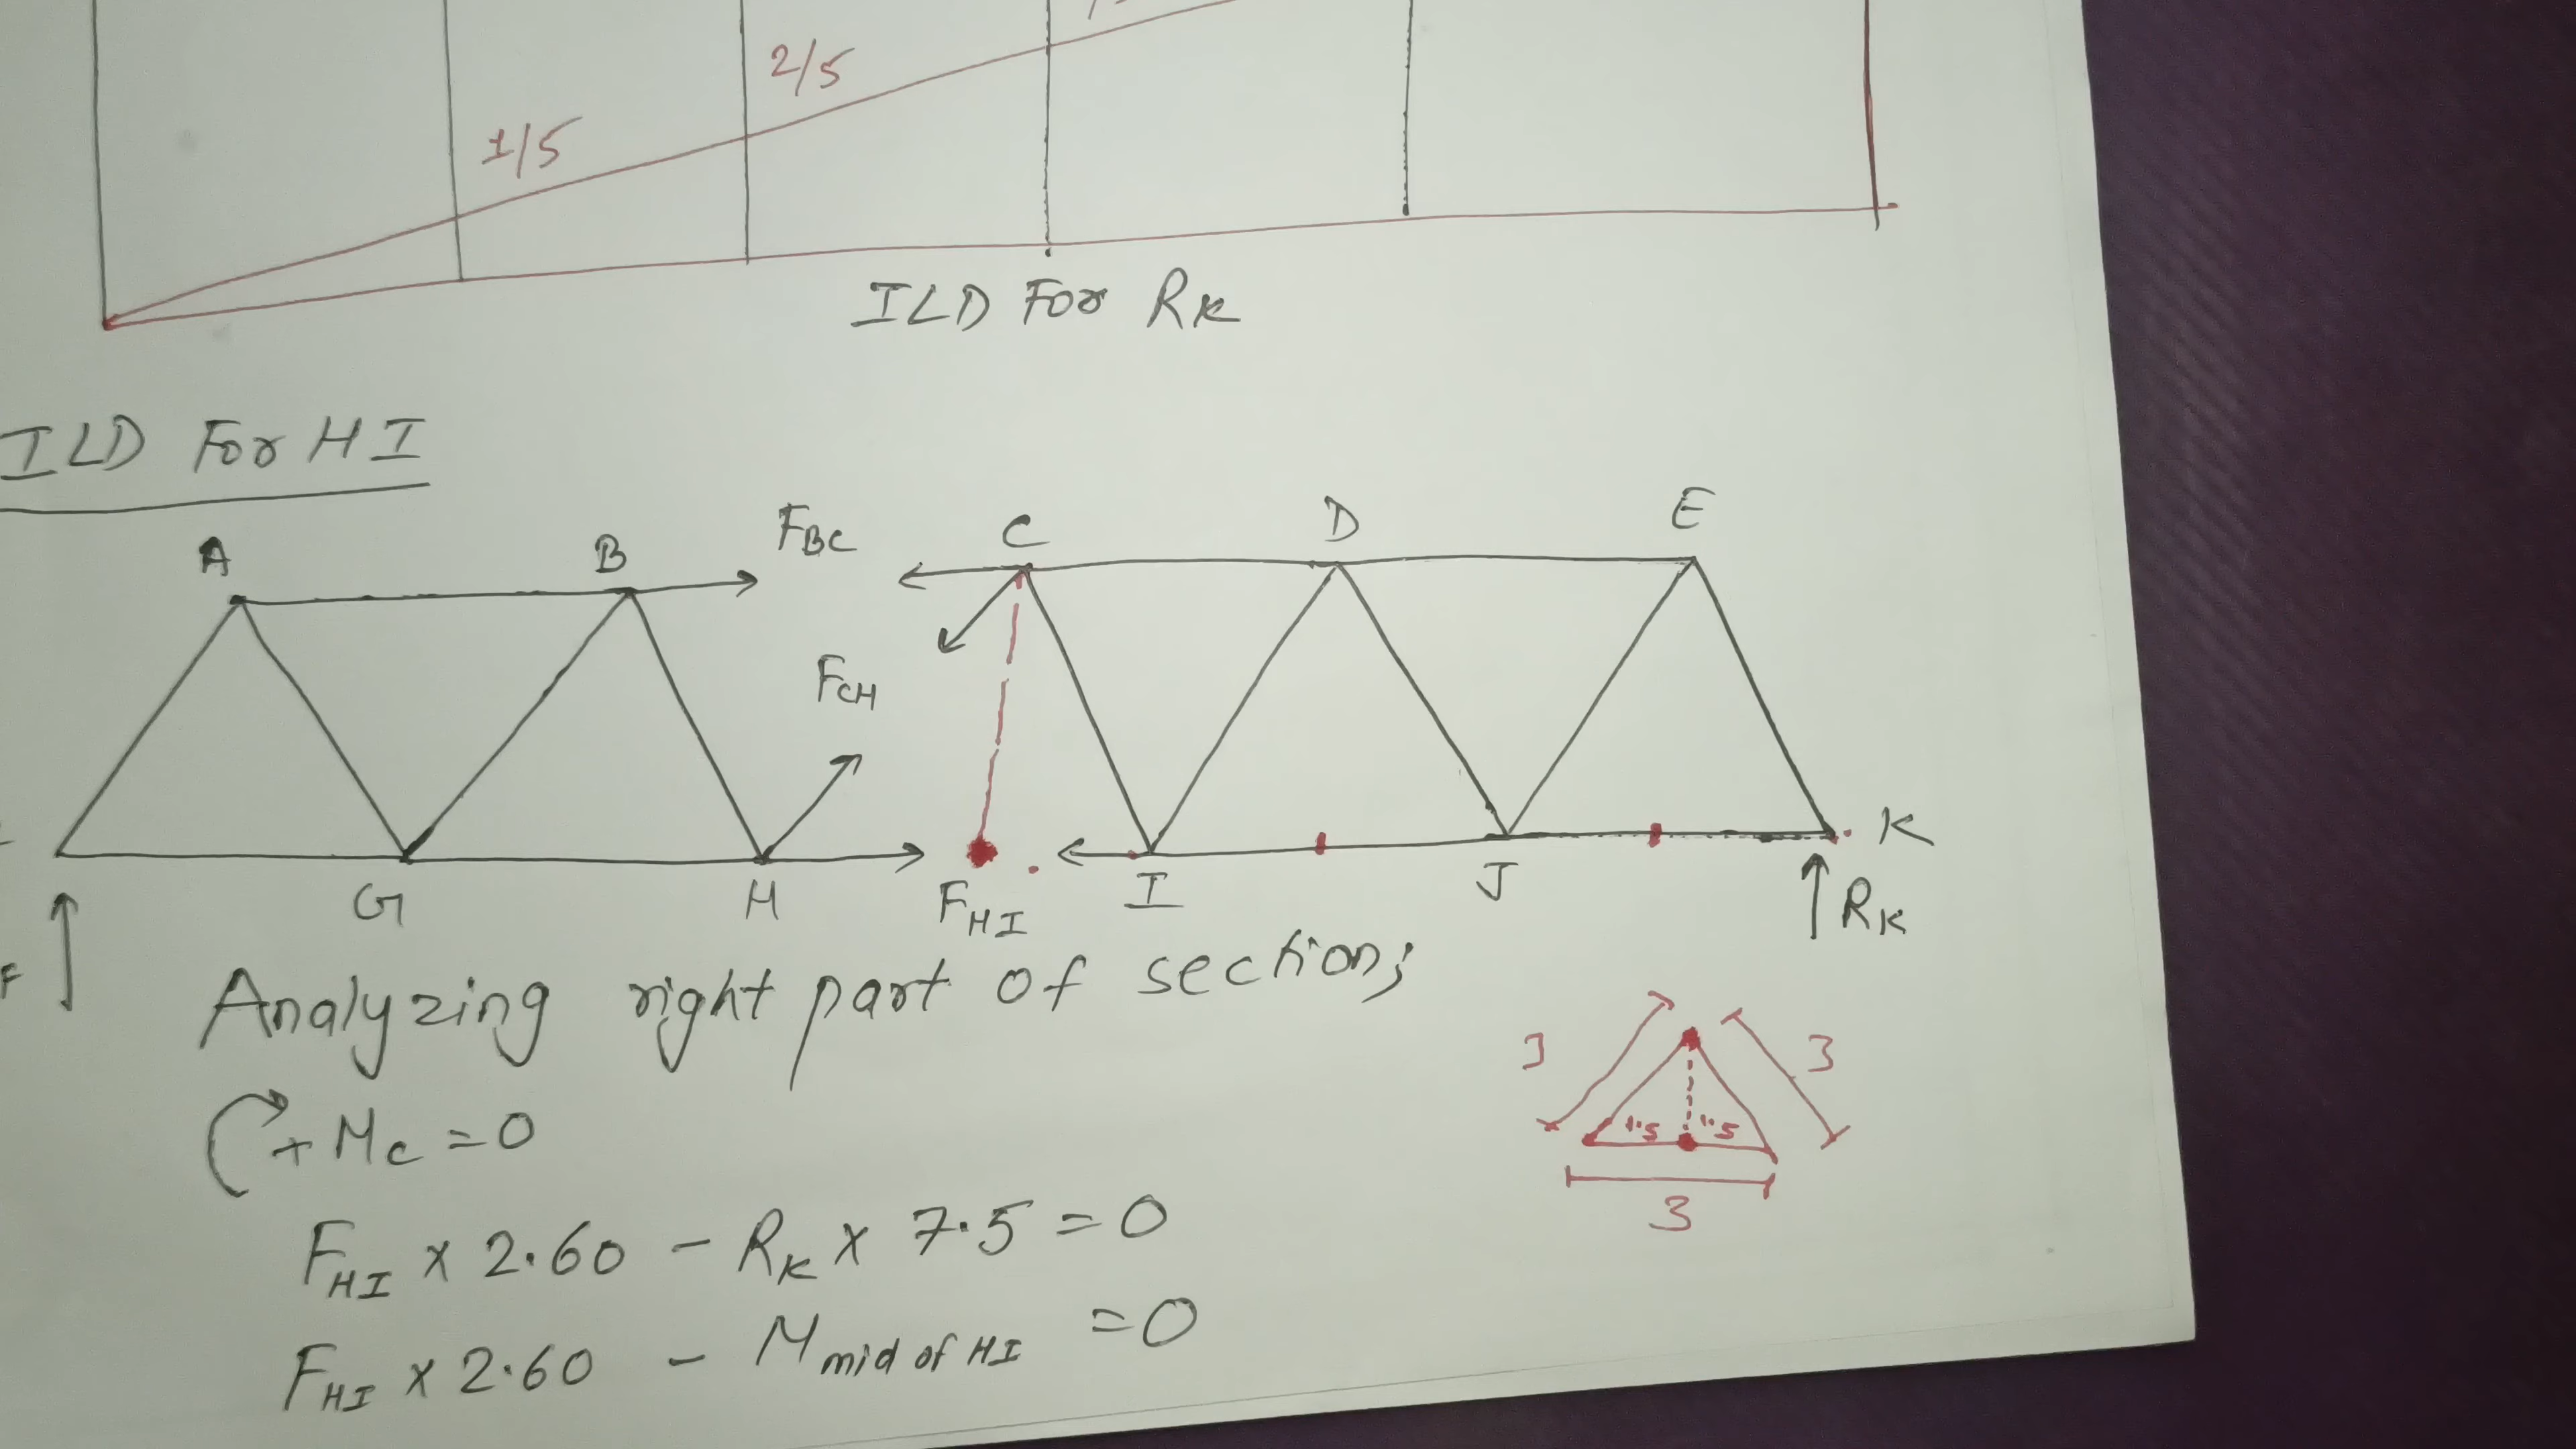 2/5
1/5
ILD For RK
ILD For HI
A
B
FBC
C
D
E
FCH
G
H
FHI
I
J
K
RK
F
Analyzing right part of section;
+ MC = 0
3
3
1.5
1.5
3
FHI x 2.60 - RK x 7.5 = 0
FHI x 2.60 - M mid of HI = 0